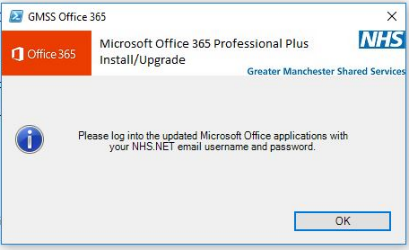 GMSS Office 365
Office 365
Microsoft Office 365 Professional Plus
Install/Upgrade
NHS
Greater Manchester Shared Services
Please log into the updated Microsoft Office applications with
your NHS.NET email username and password.
OK